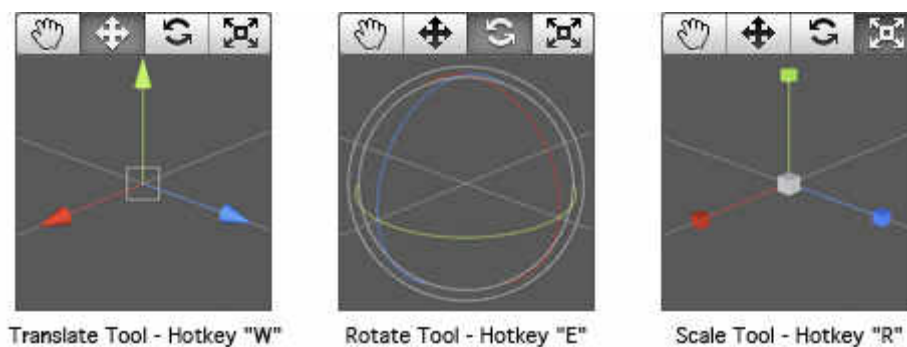 Translate Tool - Hotkey "W"
Rotate Tool - Hotkey "E"
Scale Tool - Hotkey "R"